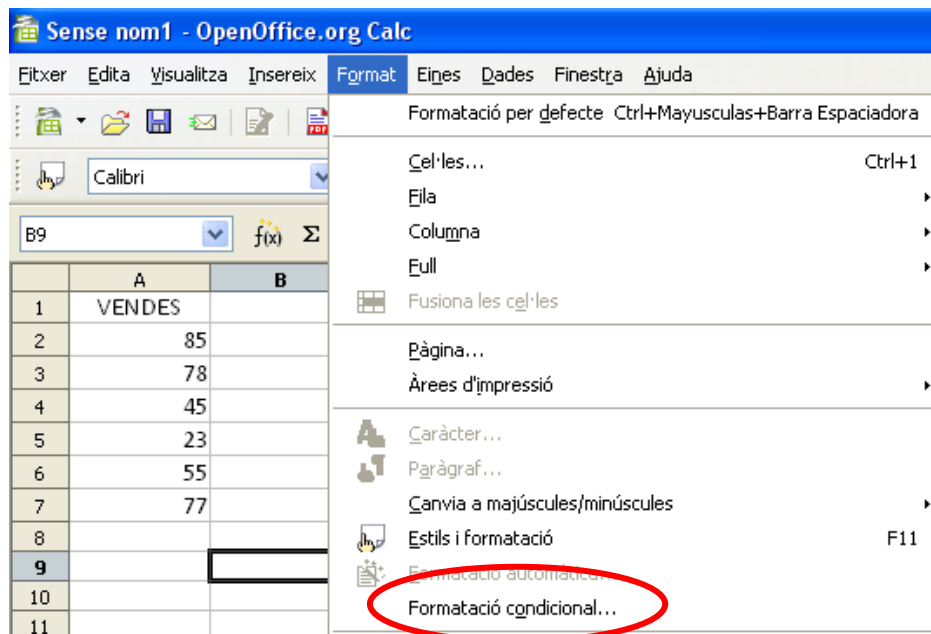 Sense nom1 - OpenOffice.org Calc
Fitxer Edita Visualitza Insereix Format Eines Dades Finestra Ajuda
Formatació per defecte Ctrl+Mayusculas+Barra Espaciadora
PDF
Cel·les... Ctrl+1
Calibri
Fila
B9 f(x) Σ
Columna
Full
A B
Fusiona les cel·les
1 VENDES
2 85
Pàgina...
3 78
Àrees d'impressió
4 45
Caràcter...
5 23
Paràgraf...
6 55
Canvia a majúscules/minúscules
7 77
8
Estils i formatació F11
9
Formatació automàtica...
10
Formatació condicional...
11